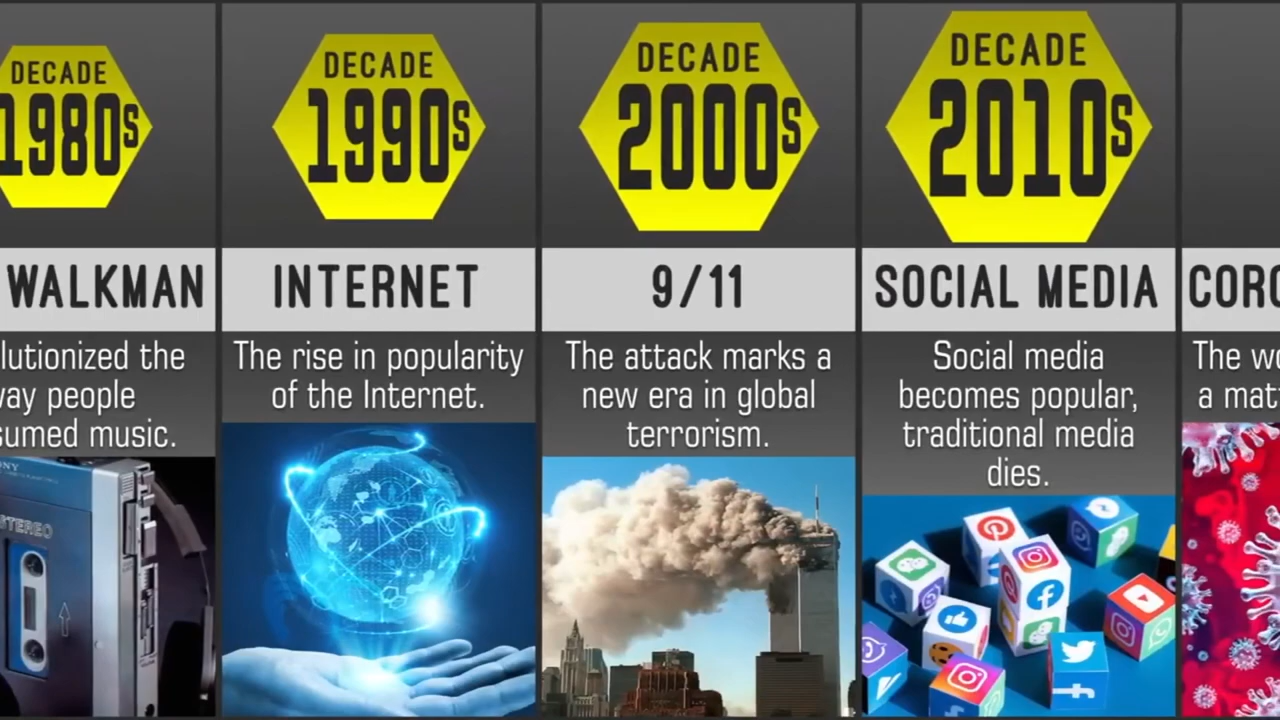 DECADE
1980s
WALKMAN
lutionized the
way people
sumed music.
SONY
STEREO
DECADE
1990s
INTERNET
The rise in popularity
of the Internet.
DECADE
2000s
9/11
The attack marks a
new era in global
terrorism.
DECADE
2010s
SOCIAL MEDIA
Social media
becomes popular,
traditional media
dies.
CORO
The wo
a mat